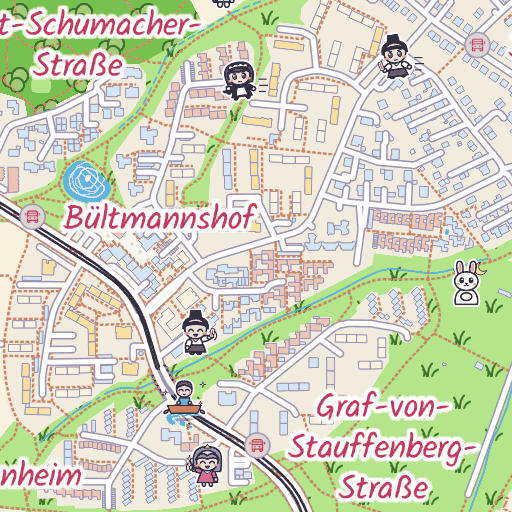 t-Schumacher-
Straße
Bültmannshof
Graf-von-
Stauffenberg-
Straße
nheim